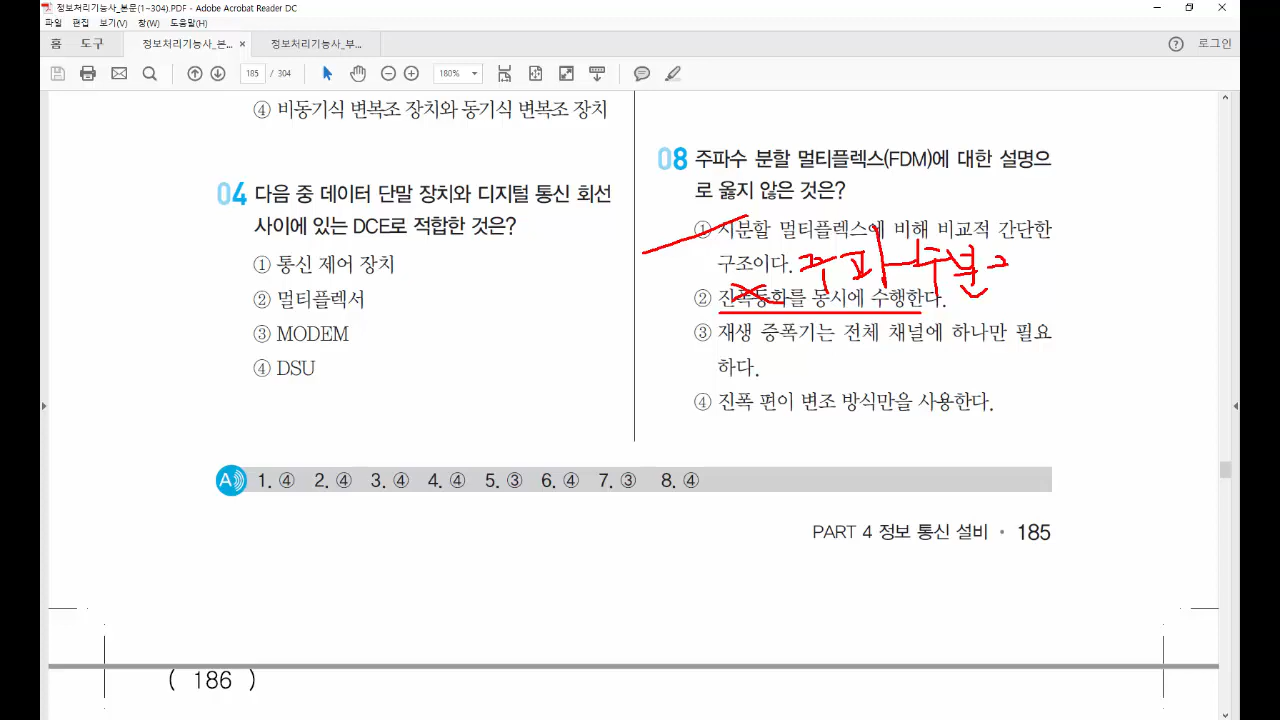 정보처리기능사_본문(1~304).PDF - Adobe Acrobat Reader DC
파일 편집 보기(V) 창(W) 도움말(H)
홈 도구 정보처리기능사_본... × 정보처리기능사_부... 로그인
185 / 304 180%
④ 비동기식 변복조 장치와 동기식 변복조 장치
04 다음 중 데이터 단말 장치와 디지털 통신 회선
사이에 있는 DCE로 적합한 것은?
① 통신 제어 장치
② 멀티플렉서
③ MODEM
④ DSU
08 주파수 분할 멀티플렉스(FDM)에 대한 설명으
로 옳지 않은 것은?
① 시분할 멀티플렉스에 비해 비교적 간단한
구조이다. 주파수분
② 진폭등화를 동시에 수행한다.
③ 재생 증폭기는 전체 채널에 하나만 필요
하다.
④ 진폭 편이 변조 방식만을 사용한다.
A 1. ④ 2. ④ 3. ④ 4. ④ 5. ③ 6. ④ 7. ③ 8. ④
PART 4 정보 통신 설비 • 185
( 186 )